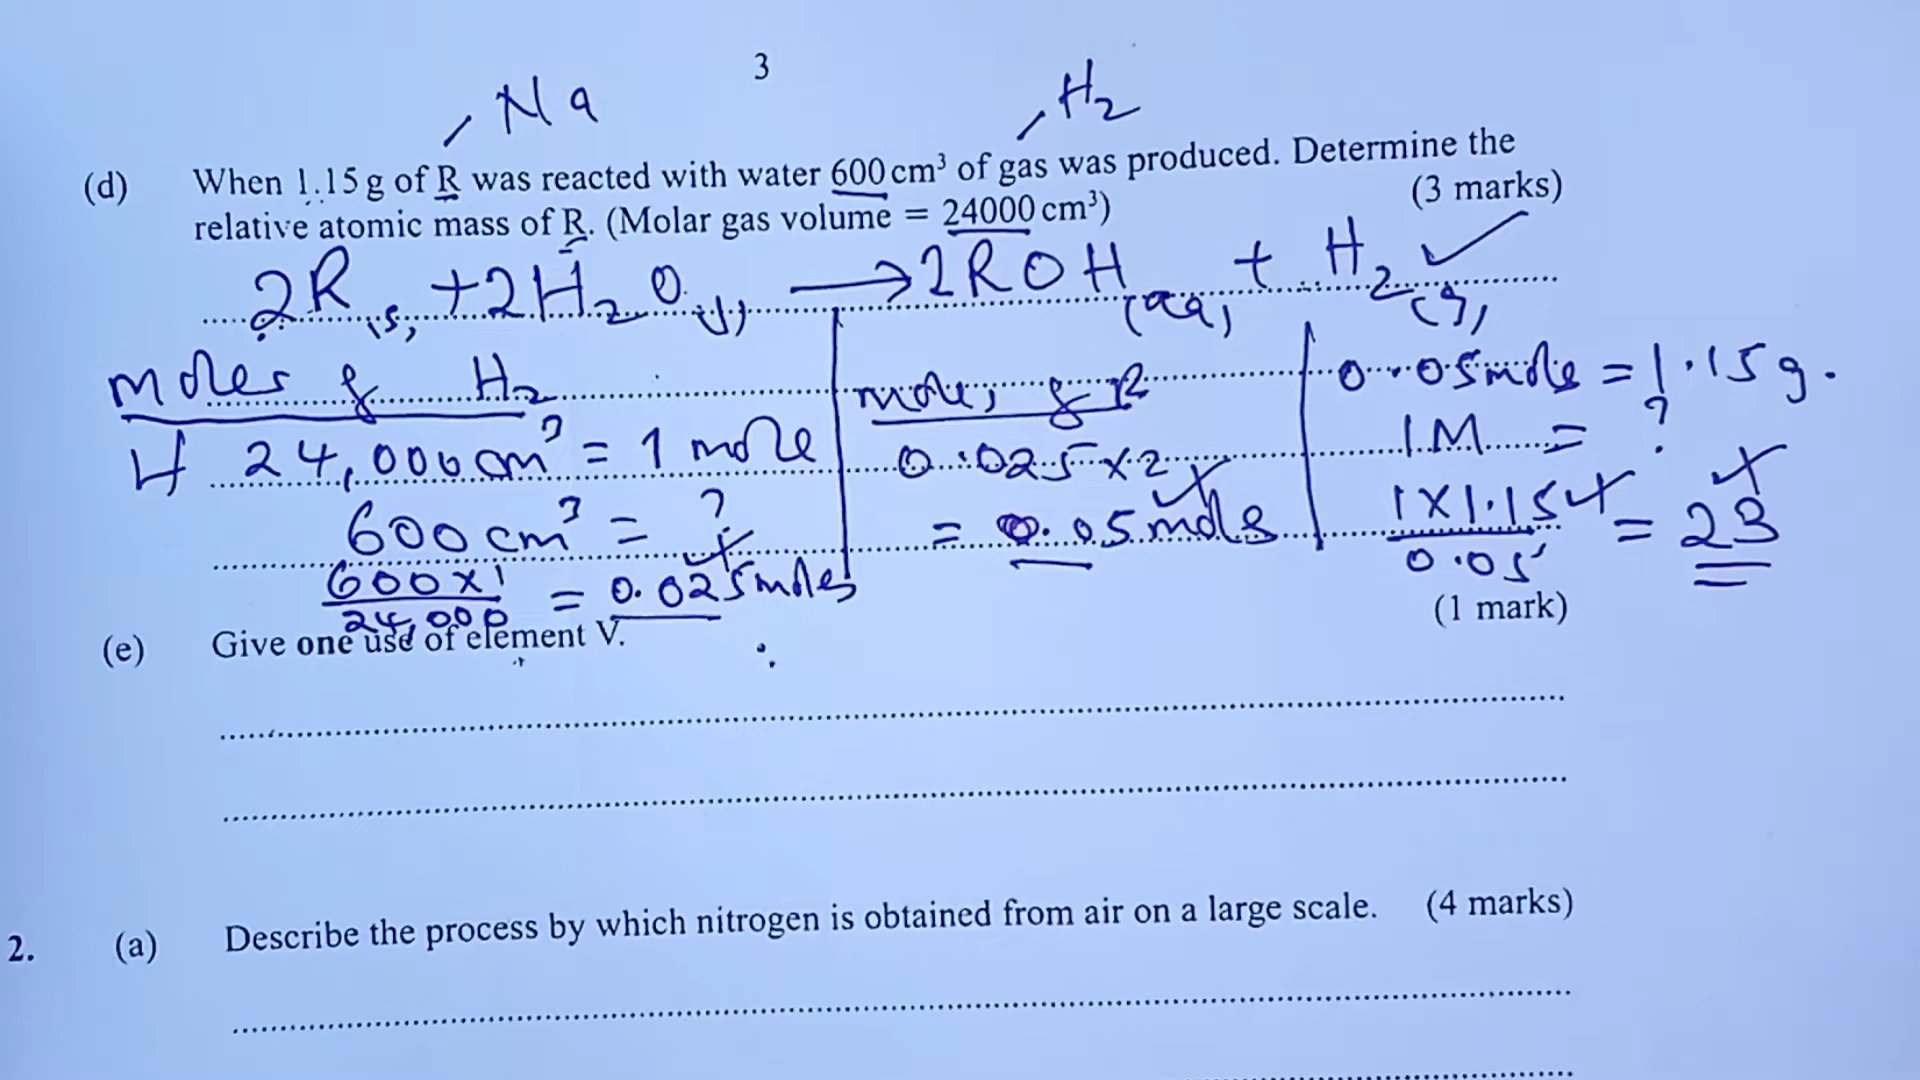 3
Na
H2
(d) When 1.15 g of R was reacted with water 600 cm³ of gas was produced. Determine the
relative atomic mass of R. (Molar gas volume = 24000 cm³) (3 marks)
2R(s) + 2H2O(l) → 2ROH(aq) + H2(g) ✓
moles of H2
24,000 cm³ = 1 mole
600 cm³ = ?
600 x 1
24,000
= 0.025 moles
moles of R
0.025 x 2
= 0.05 moles
0.05 mole = 1.15 g.
1 M = ?
1 x 1.15
0.05
= 23
(e) Give one use of element V. (1 mark)
2. (a) Describe the process by which nitrogen is obtained from air on a large scale. (4 marks)